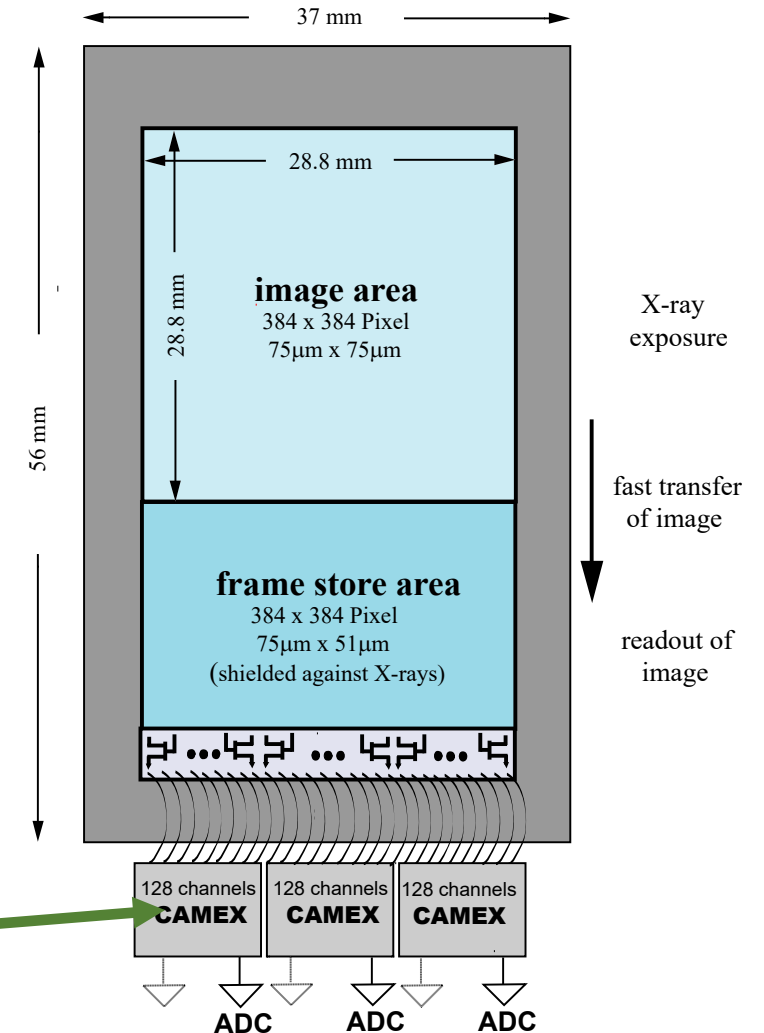 37 mm
28.8 mm
28.8 mm
56 mm
image area
384 x 384 Pixel
75μm x 75μm
X-ray
exposure
fast transfer
of image
frame store area
384 x 384 Pixel
75μm x 51μm
(shielded against X-rays)
readout of
image
128 channels
CAMEX
128 channels
CAMEX
128 channels
CAMEX
ADC
ADC
ADC